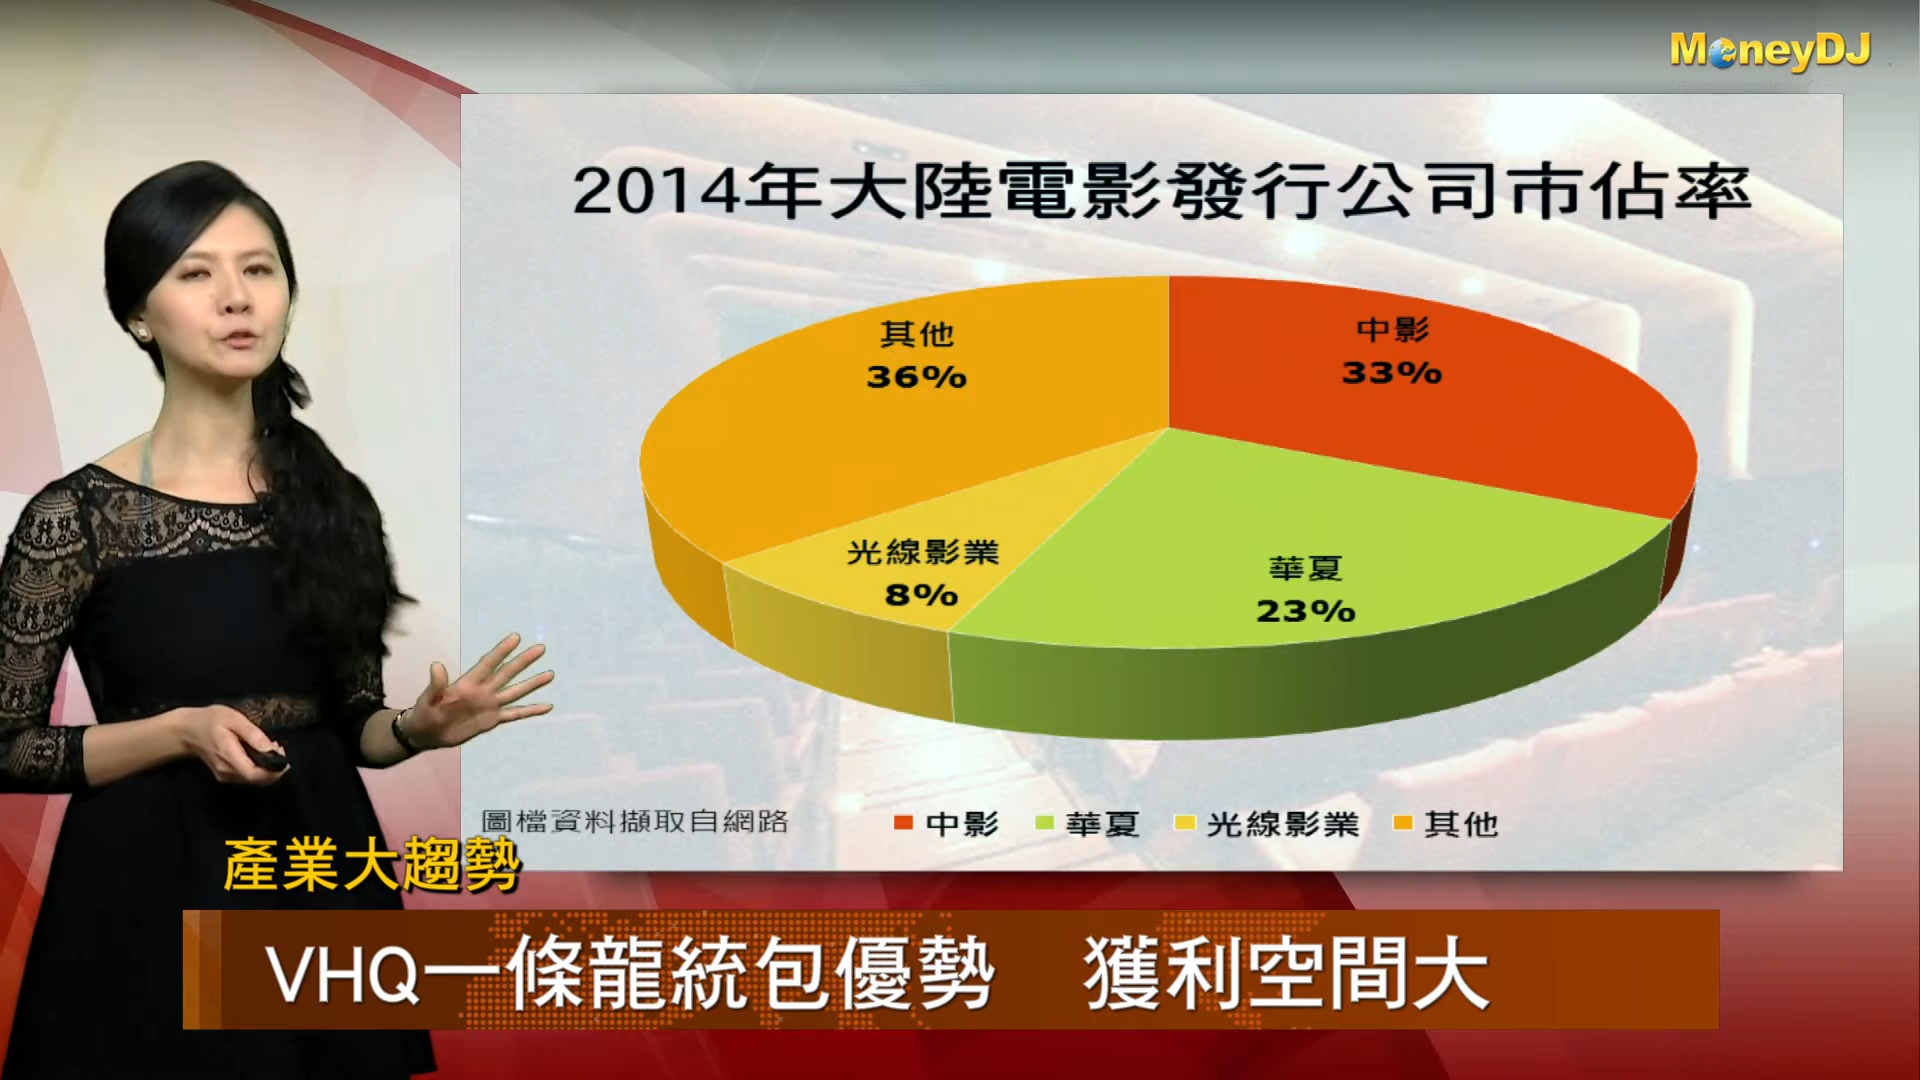 MoneyDJ
2014年大陸電影發行公司市佔率
其他
36%
中影
33%
光線影業
8%
華夏
23%
圖檔資料擷取自網路
中影 華夏 光線影業 其他
產業大趨勢
VHQ一條龍統包優勢 獲利空間大